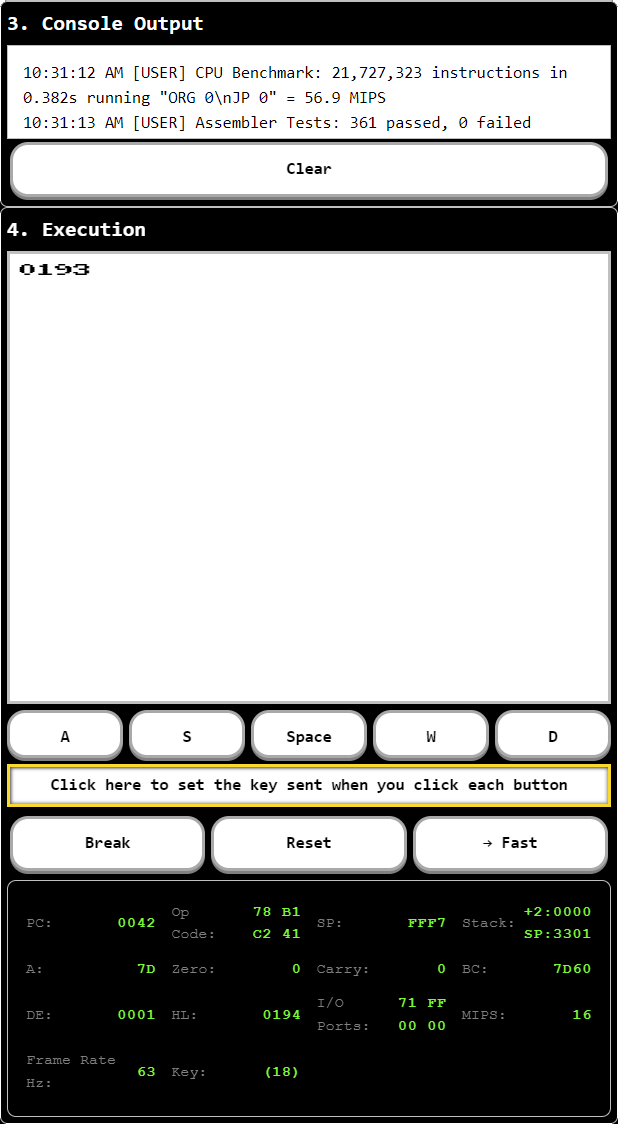 3. Console Output
10:31:12 AM [USER] CPU Benchmark: 21,727,323 instructions in
0.382s running "ORG 0\nJP 0" = 56.9 MIPS
10:31:13 AM [USER] Assembler Tests: 361 passed, 0 failed
Clear
4. Execution
0193
A S Space W D
Click here to set the key sent when you click each button
Break Reset → Fast
PC: 0042 Op Code: 78 B1 C2 41 SP: FFF7 Stack: +2:0000 SP:3301
A: 7D Zero: 0 Carry: 0 BC: 7D60
DE: 0001 HL: 0194 I/O Ports: 71 FF 00 00 MIPS: 16
Frame Rate Hz: 63 Key: (18)